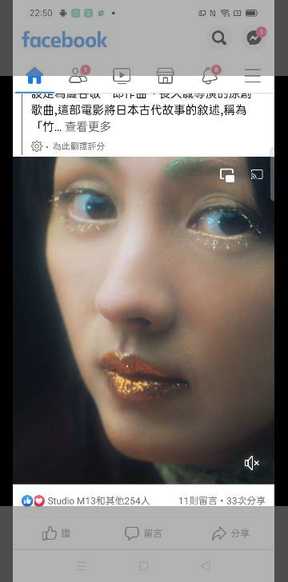 22:50
facebook
歌曲,這部電影將日本古代故事的敘述,稱為
「竹... 查看更多
為此翻譯評分
Studio M13和其他254人
11則留言・33次分享
讚
留言
分享